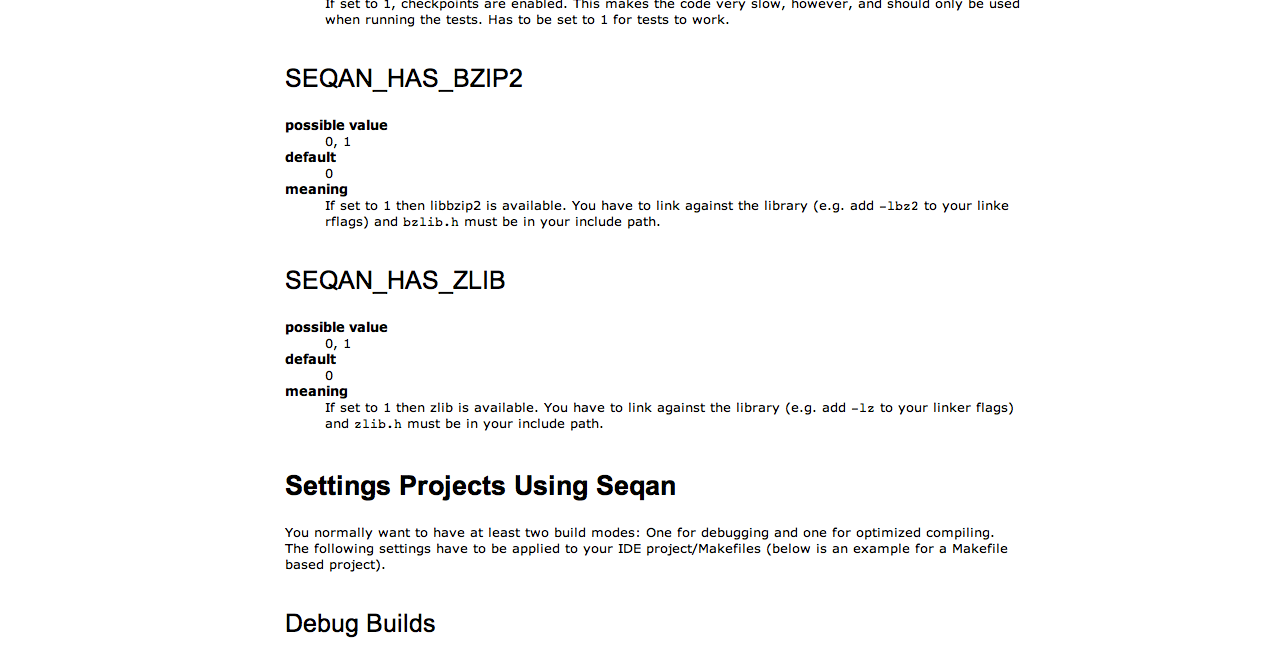 If set to 1, checkpoints are enabled. This makes the code very slow, however, and should only be used
when running the tests. Has to be set to 1 for tests to work.
SEQAN_HAS_BZIP2
possible value
0, 1
default
0
meaning
If set to 1 then libbzip2 is available. You have to link against the library (e.g. add -lbz2 to your linke
rflags) and bzlib.h must be in your include path.
SEQAN_HAS_ZLIB
possible value
0, 1
default
0
meaning
If set to 1 then zlib is available. You have to link against the library (e.g. add -lz to your linker flags)
and zlib.h must be in your include path.
Settings Projects Using Seqan
You normally want to have at least two build modes: One for debugging and one for optimized compiling.
The following settings have to be applied to your IDE project/Makefiles (below is an example for a Makefile
based project).
Debug Builds